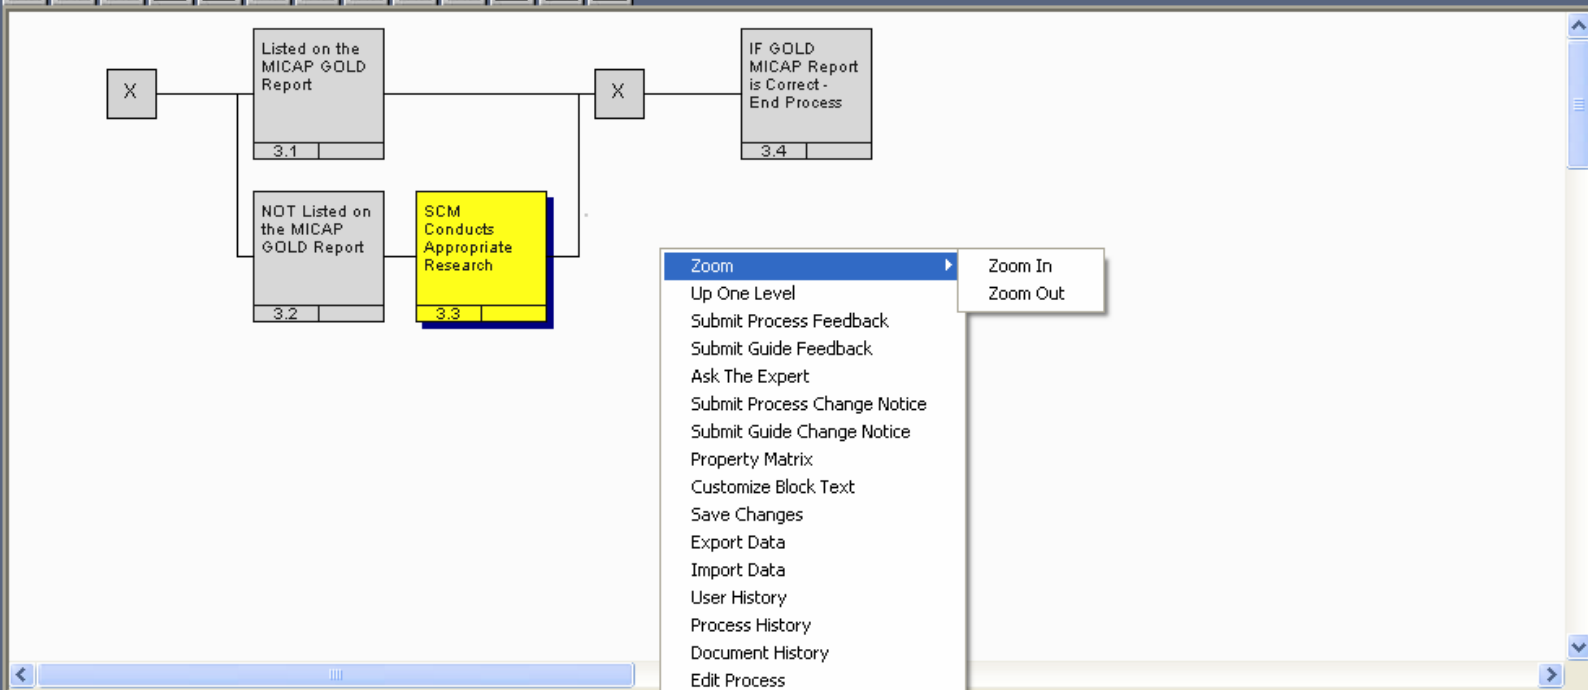 X
Listed on the
MICAP GOLD
Report
3.1
X
IF GOLD
MICAP Report
is Correct -
End Process
3.4
NOT Listed on
the MICAP
GOLD Report
3.2
SCM
Conducts
Appropriate
Research
3.3
Zoom
Zoom In
Zoom Out
Up One Level
Submit Process Feedback
Submit Guide Feedback
Ask The Expert
Submit Process Change Notice
Submit Guide Change Notice
Property Matrix
Customize Block Text
Save Changes
Export Data
Import Data
User History
Process History
Document History
Edit Process